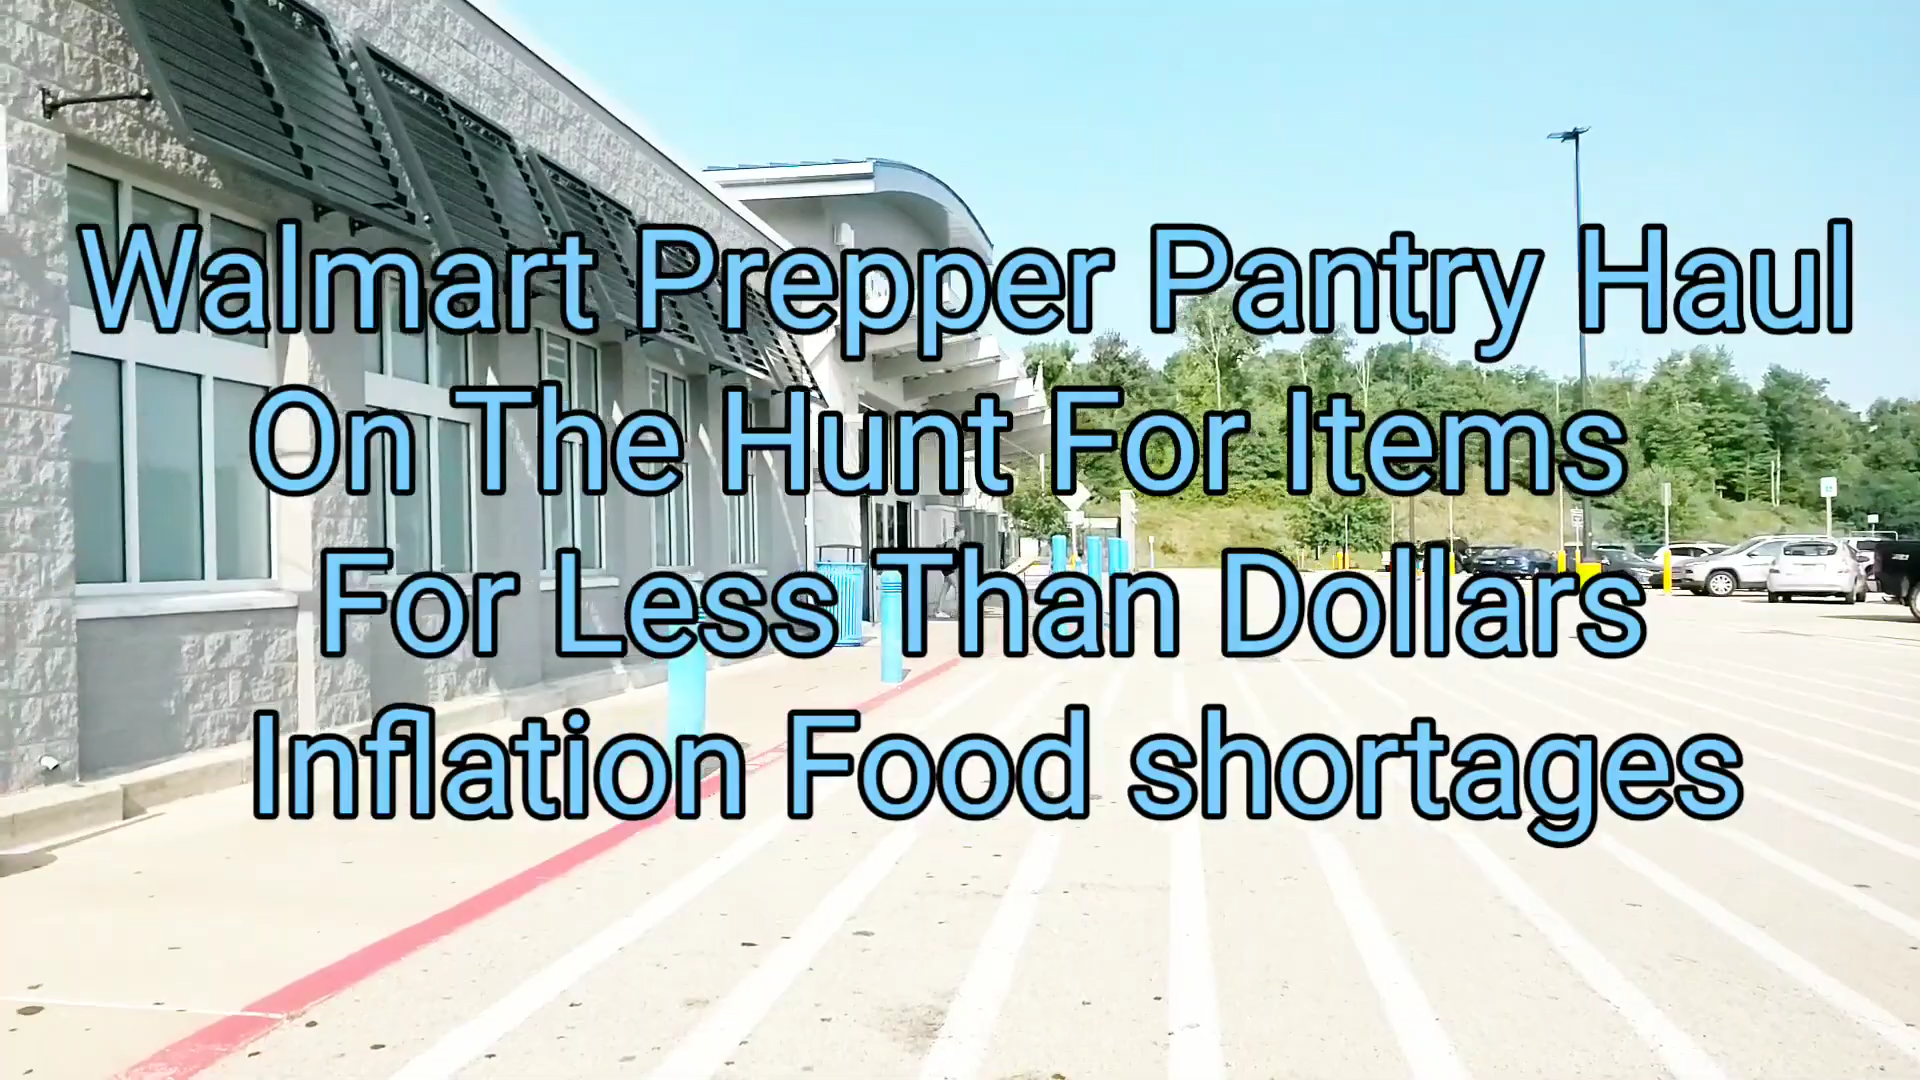 Walmart Prepper Pantry Haul
On The Hunt For Items
For Less Than Dollars
Inflation Food shortages